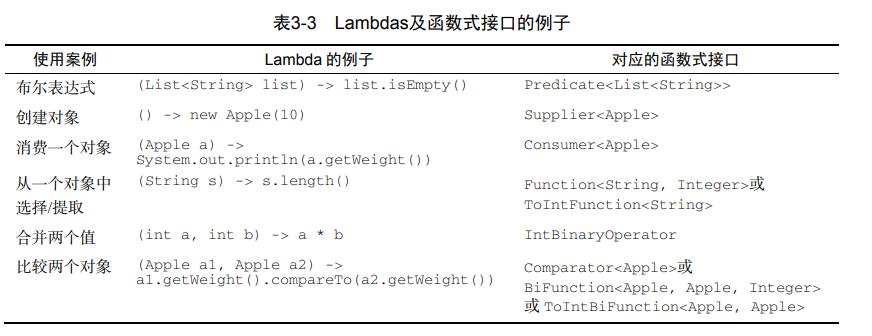 表3-3 Lambdas及函数式接口的例子
使用案例 Lambda 的例子 对应的函数式接口
布尔表达式 (List<String> list) -> list.isEmpty() Predicate<List<String>>
创建对象 () -> new Apple(10) Supplier<Apple>
消费一个对象 (Apple a) -> Consumer<Apple>
System.out.println(a.getWeight())
从一个对象中 (String s) -> s.length() Function<String, Integer>或
选择/提取 ToIntFunction<String>
合并两个值 (int a, int b) -> a * b IntBinaryOperator
比较两个对象 (Apple a1, Apple a2) -> Comparator<Apple>或
a1.getWeight().compareTo(a2.getWeight()) BiFunction<Apple, Apple, Integer>
或 ToIntBiFunction<Apple, Apple>